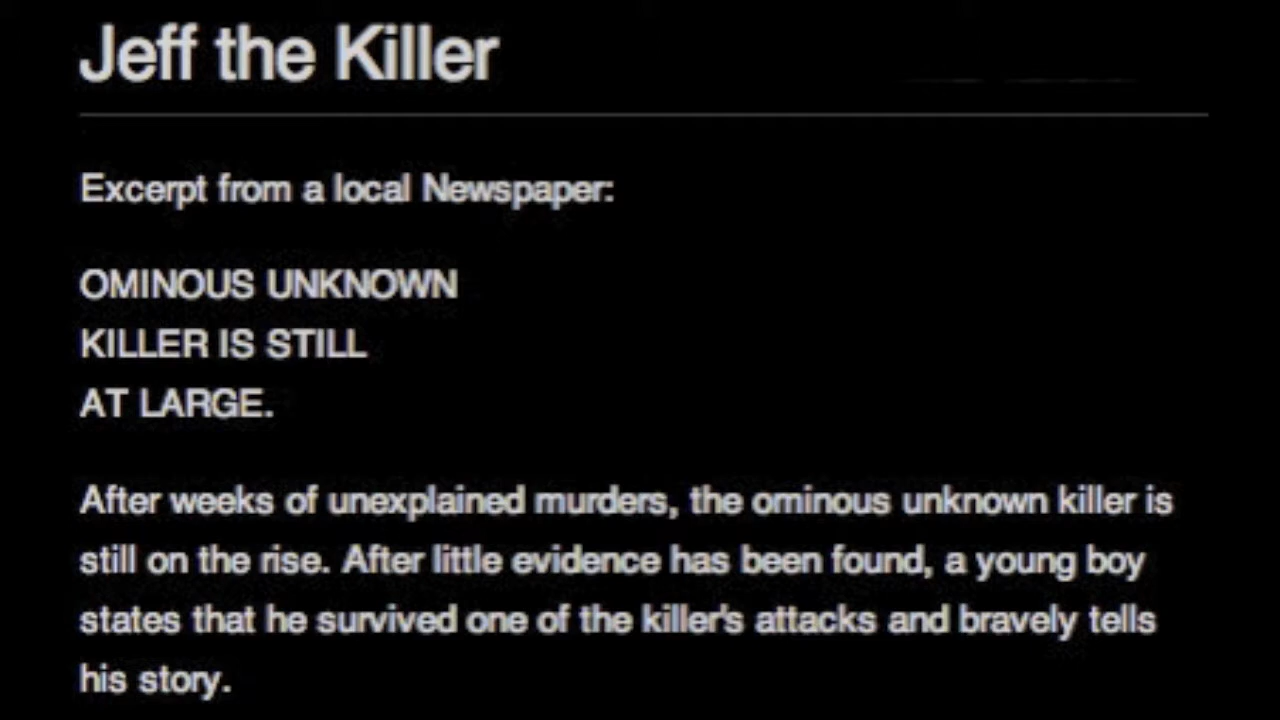 Jeff the Killer
Excerpt from a local Newspaper:
OMINOUS UNKNOWN
KILLER IS STILL
AT LARGE.
After weeks of unexplained murders, the ominous unknown killer is
still on the rise. After little evidence has been found, a young boy
states that he survived one of the killer's attacks and bravely tells
his story.